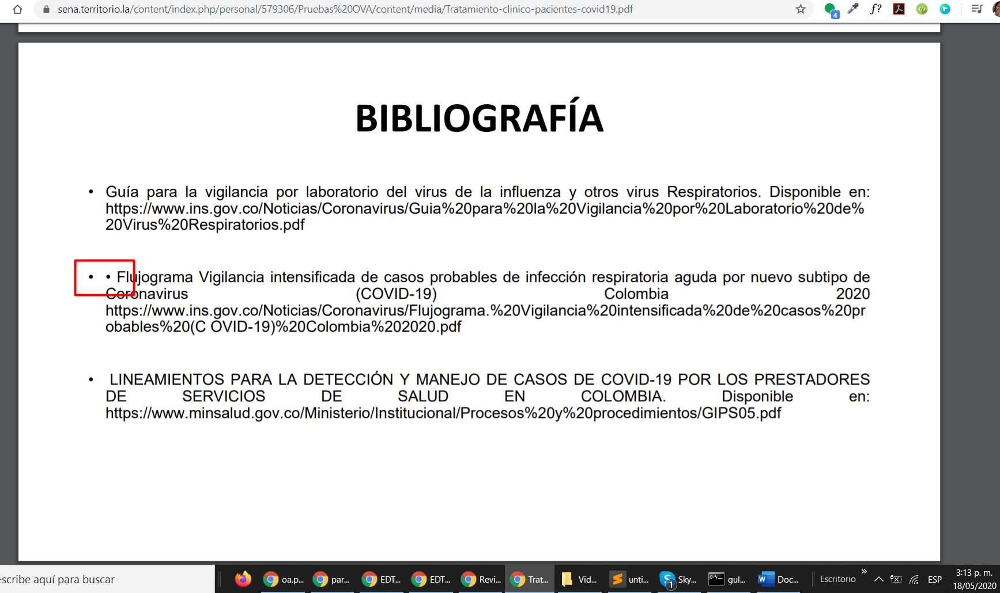 sena.territorio.la/content/index.php/personal/579306/Pruebas%20OVA/content/media/Tratamiento-clinico-pacientes-covid19.pdf
4
f?
BIBLIOGRAFÍA
• Guía para la vigilancia por laboratorio del virus de la influenza y otros virus Respiratorios. Disponible en:
https://www.ins.gov.co/Noticias/Coronavirus/Guia%20para%20la%20Vigilancia%20por%20Laboratorio%20de%
20Virus%20Respiratorios.pdf
• • Flujograma Vigilancia intensificada de casos probables de infección respiratoria aguda por nuevo subtipo de
Coronavirus (COVID-19) Colombia 2020
https://www.ins.gov.co/Noticias/Coronavirus/Flujograma.%20Vigilancia%20intensificada%20de%20casos%20pr
obables%20(C OVID-19)%20Colombia%202020.pdf
• LINEAMIENTOS PARA LA DETECCIÓN Y MANEJO DE CASOS DE COVID-19 POR LOS PRESTADORES
DE SERVICIOS DE SALUD EN COLOMBIA. Disponible en:
https://www.minsalud.gov.co/Ministerio/Institucional/Procesos%20y%20procedimientos/GIPS05.pdf
Escribe aquí para buscar
oa.p... par... EDT... EDT... Revi... Trat... Vid... unti... 1 Sky... gul... Doc... Escritorio » ESP
3:13 p. m.
18/05/2020